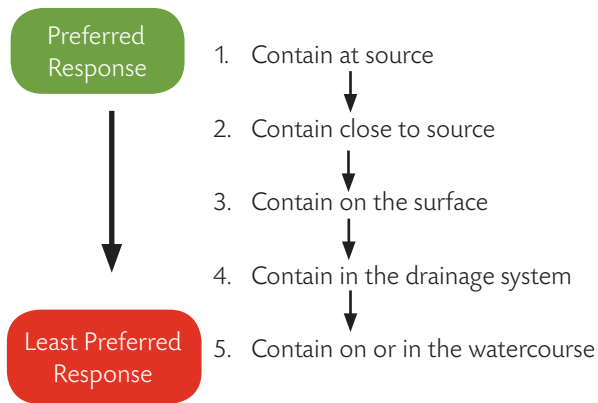 Preferred
Response
1. Contain at source
2. Contain close to source
3. Contain on the surface
4. Contain in the drainage system
Least Preferred
Response
5. Contain on or in the watercourse